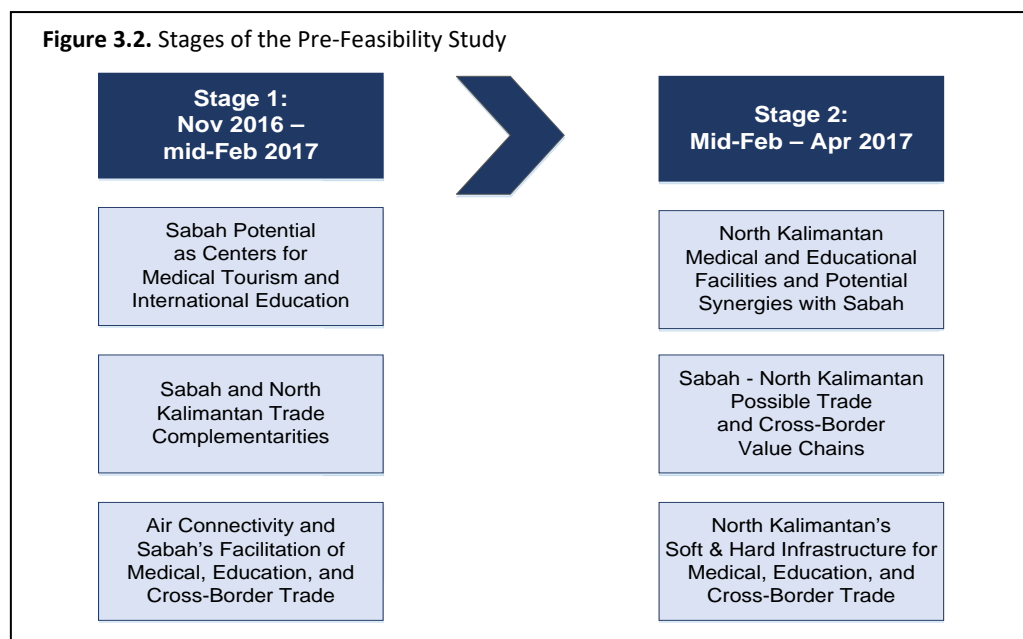 Figure 3.2. Stages of the Pre-Feasibility Study
Stage 1:
Nov 2016 –
mid-Feb 2017
Stage 2:
Mid-Feb – Apr 2017
Sabah Potential
as Centers for
Medical Tourism and
International Education
North Kalimantan
Medical and Educational
Facilities and Potential
Synergies with Sabah
Sabah and North
Kalimantan Trade
Complementarities
Sabah - North Kalimantan
Possible Trade
and Cross-Border
Value Chains
Air Connectivity and
Sabah’s Facilitation of
Medical, Education, and
Cross-Border Trade
North Kalimantan’s
Soft & Hard Infrastructure for
Medical, Education, and
Cross-Border Trade